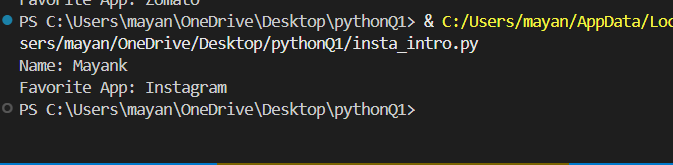 Favorite App: Zomato
PS C:\Users\mayan\OneDrive\Desktop\pythonQ1> & C:/Users/mayan/AppData/Loc
sers/mayan/OneDrive/Desktop/pythonQ1/insta_intro.py
Name: Mayank
Favorite App: Instagram
PS C:\Users\mayan\OneDrive\Desktop\pythonQ1>